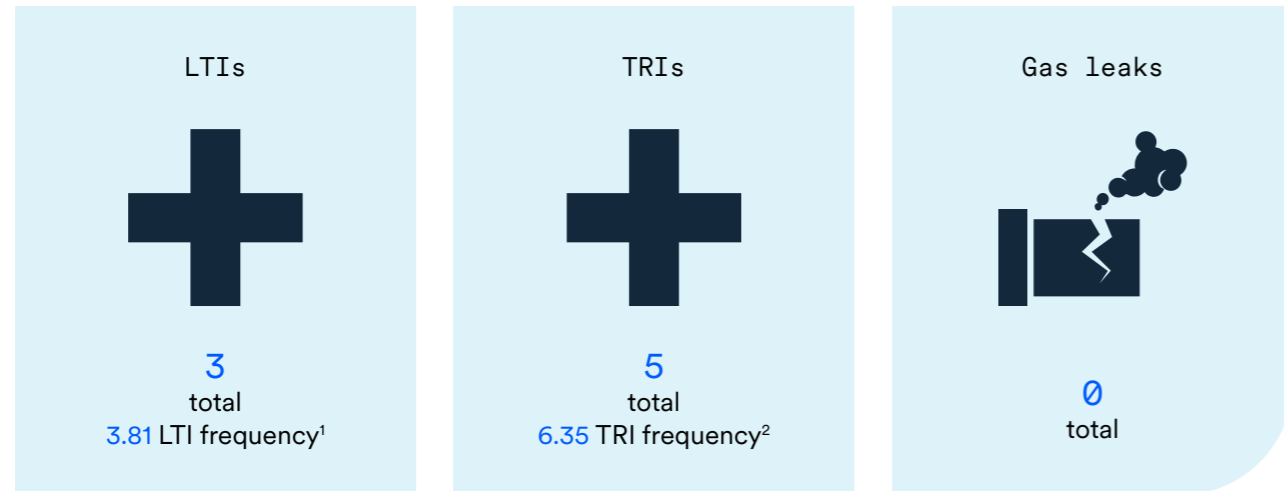 LTIs
3
total
3.81 LTI frequency¹
TRIs
5
total
6.35 TRI frequency²
Gas leaks
0
total